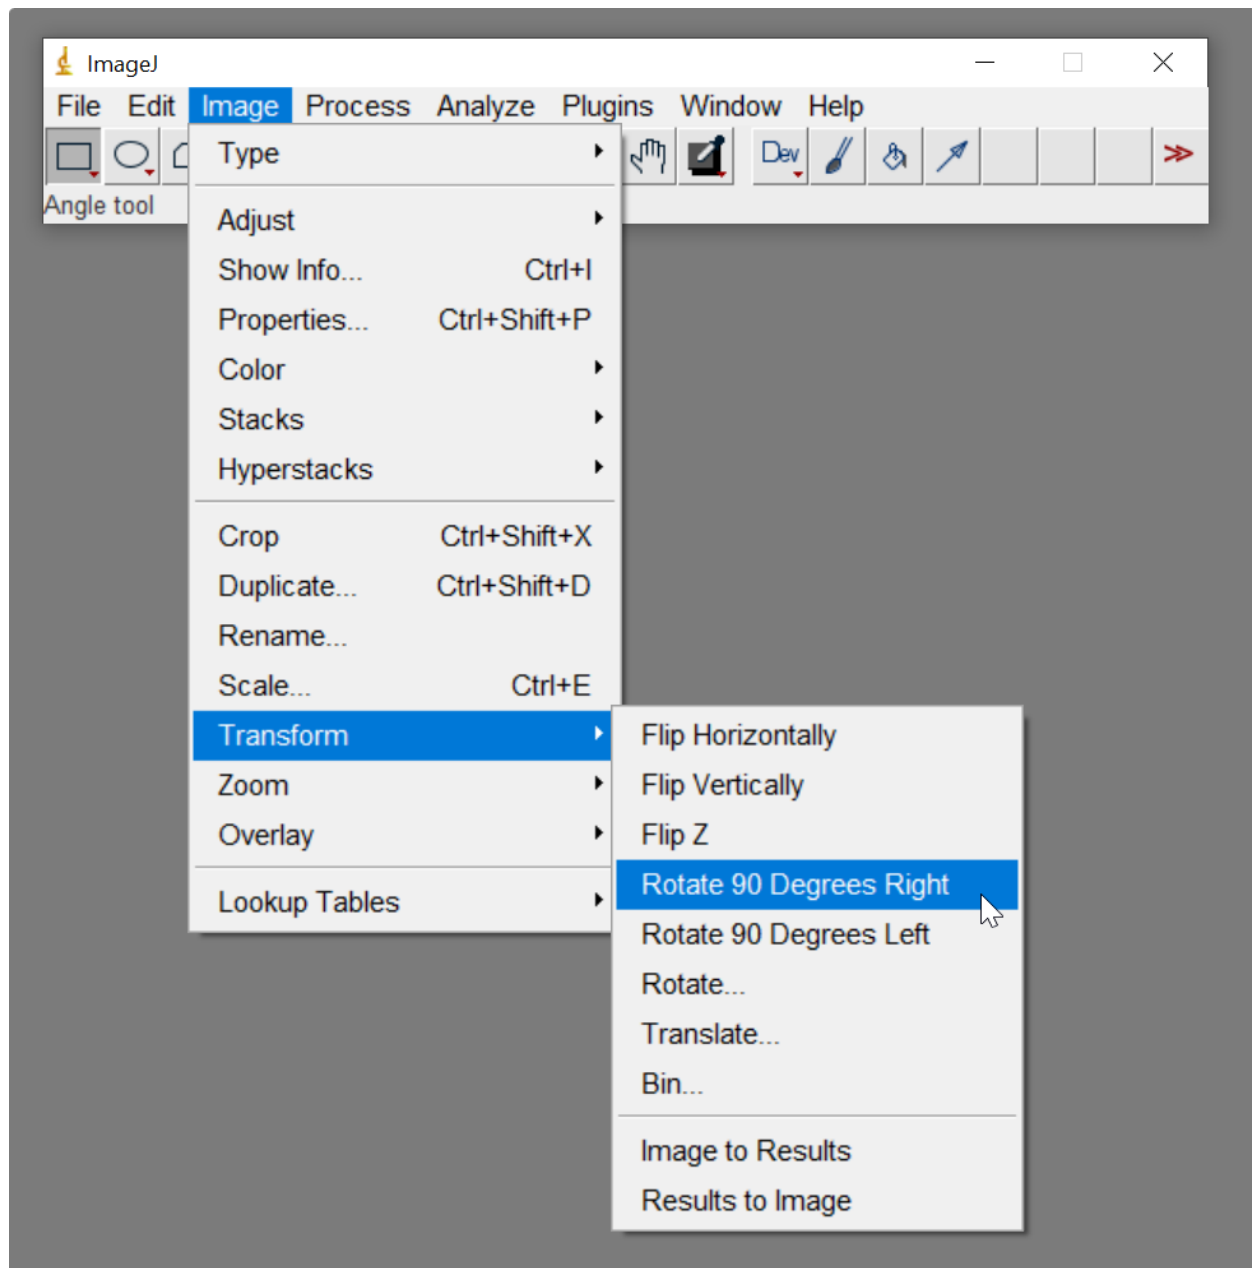 ImageJ
File Edit Image Process Analyze Plugins Window Help
Dev
Angle tool
Type
Adjust
Show Info... Ctrl+I
Properties... Ctrl+Shift+P
Color
Stacks
Hyperstacks
Crop Ctrl+Shift+X
Duplicate... Ctrl+Shift+D
Rename...
Scale... Ctrl+E
Transform
Zoom
Overlay
Lookup Tables
Flip Horizontally
Flip Vertically
Flip Z
Rotate 90 Degrees Right
Rotate 90 Degrees Left
Rotate...
Translate...
Bin...
Image to Results
Results to Image